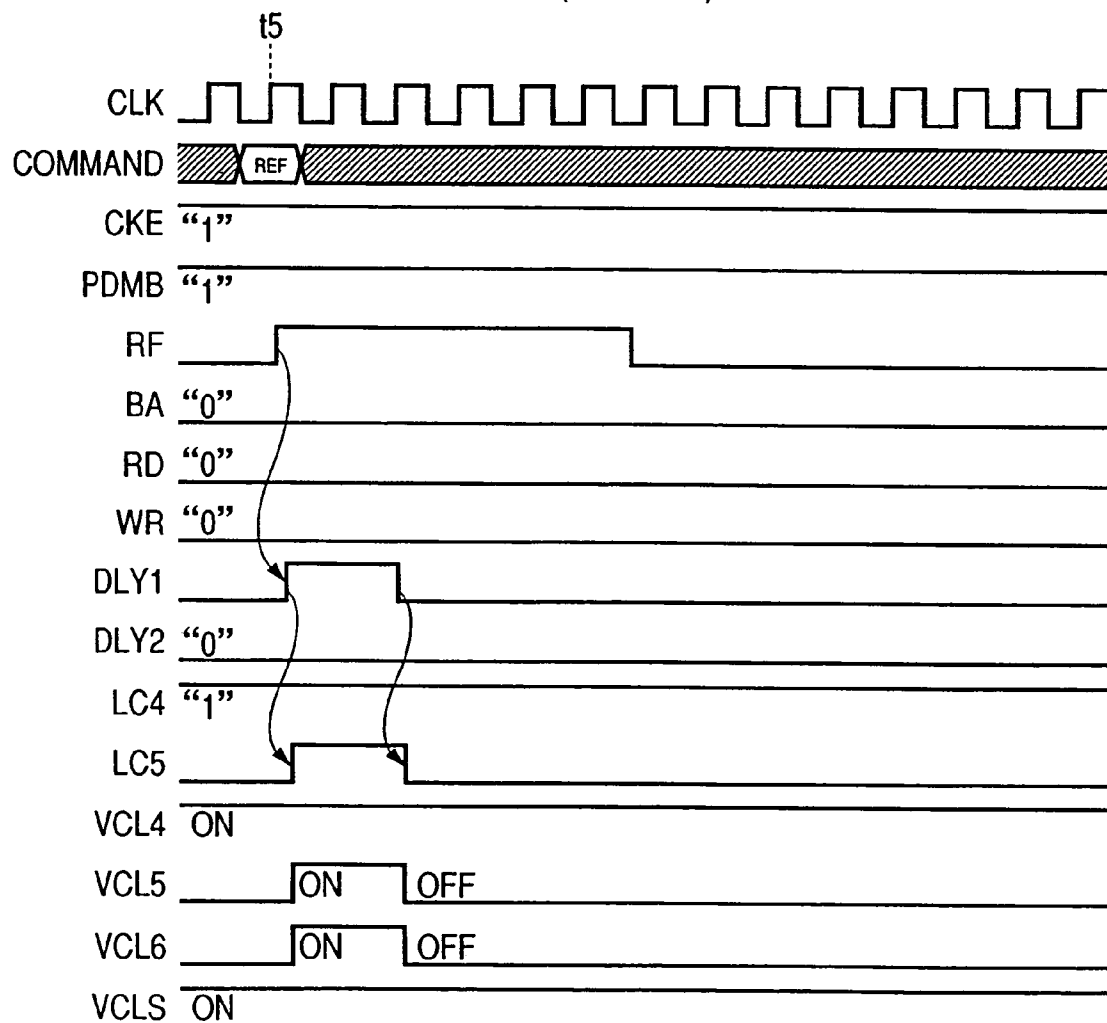 t5
CLK
COMMAND REF
CKE “1”
PDMB “1”
RF
BA “0”
RD “0”
WR “0”
DLY1
DLY2 “0”
LC4 “1”
LC5
VCL4 ON
VCL5 ON OFF
VCL6 ON OFF
VCLS ON